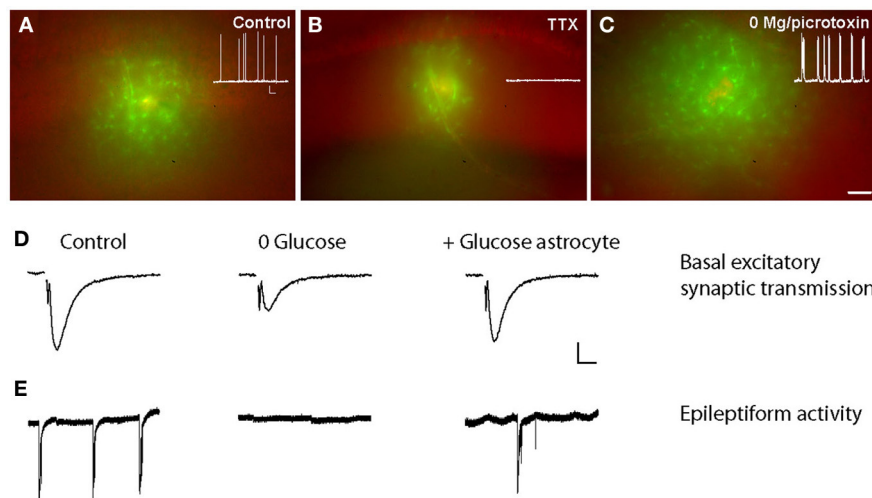 A Control
B TTX
C 0 Mg/picrotoxin
D Control 0 Glucose + Glucose astrocyte
Basal excitatory
synaptic transmission
E Epileptiform activity